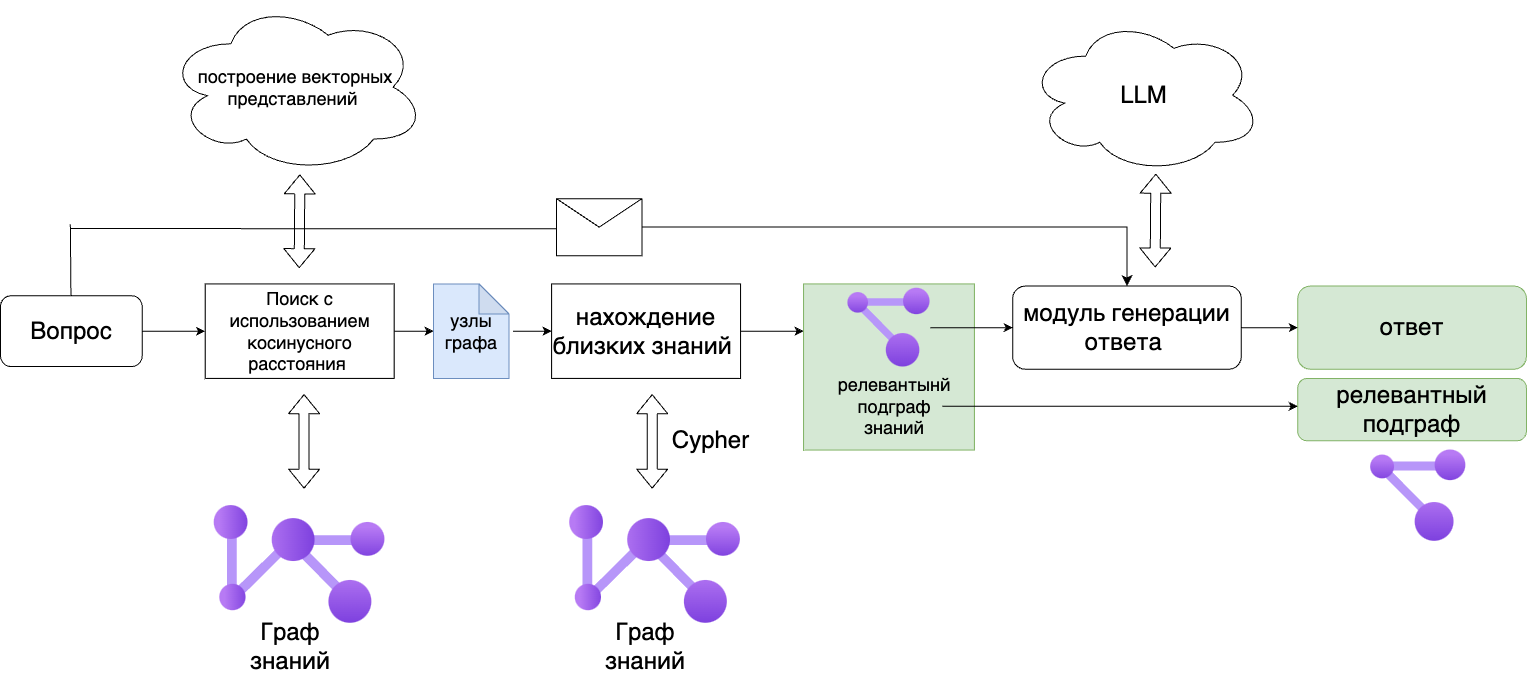 построение векторных
представлений
LLM
Вопрос
Поиск с
использованием
косинусного
расстояния
узлы
графа
нахождение
близких знаний
релевантынй
подграф
знаний
модуль генерации
ответа
ответ
релевантный
подграф
Cypher
Граф
знаний
Граф
знаний